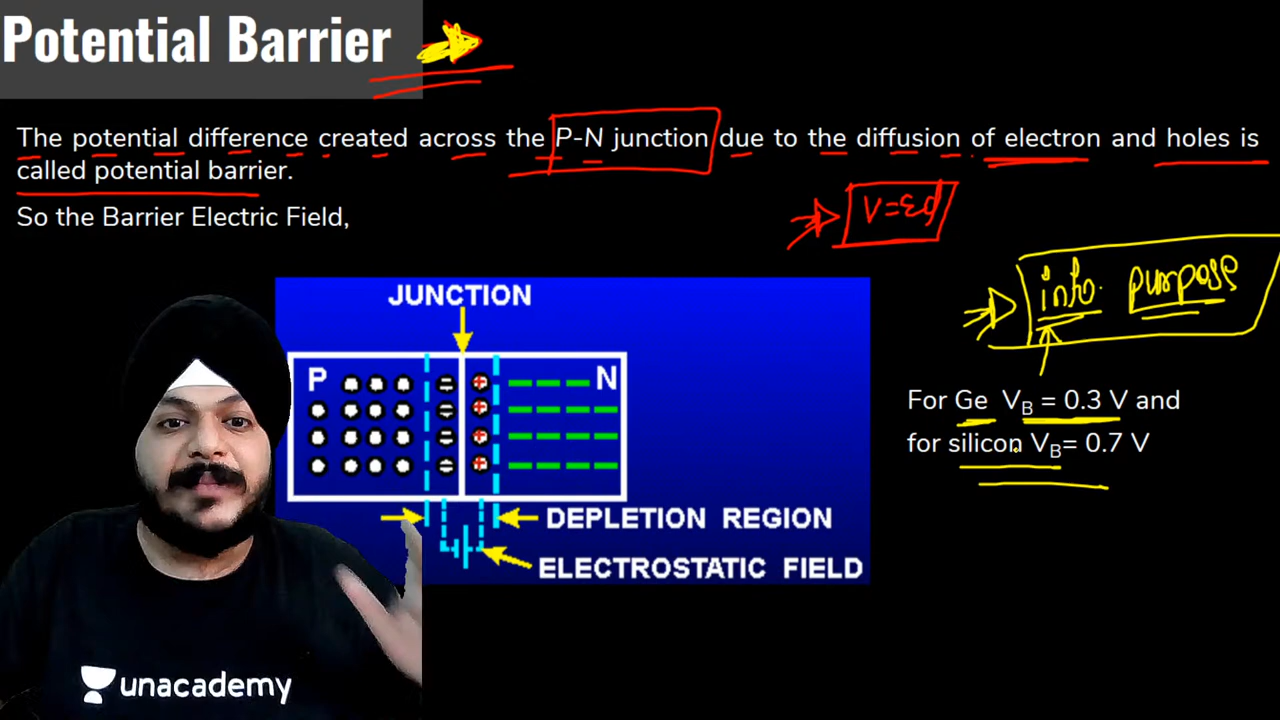 Potential Barrier
The potential difference created across the P-N junction due to the diffusion of electron and holes is
called potential barrier.
So the Barrier Electric Field,
V=Ed
info. purpose
JUNCTION
P
N
For Ge V_B = 0.3 V and
for silicon V_B= 0.7 V
DEPLETION REGION
ELECTROSTATIC FIELD
unacademy